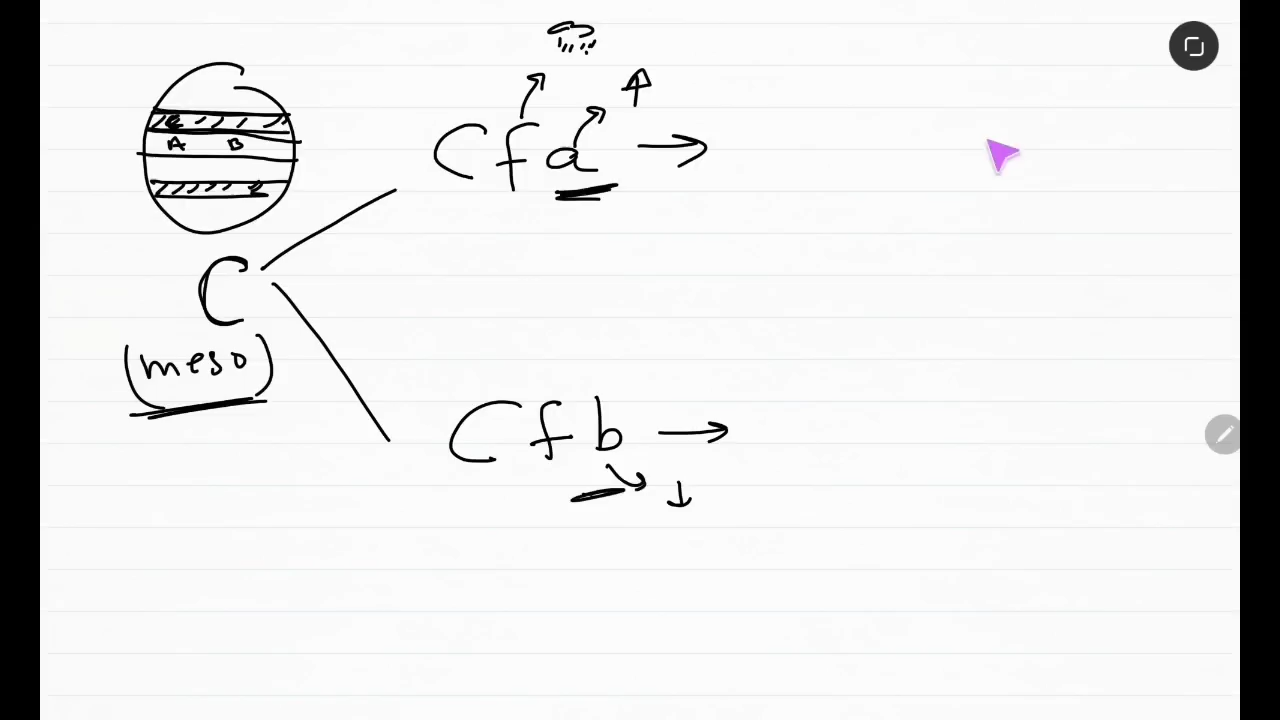 C
A B
C
Cfa →
C
(meso)
Cfb →
↓